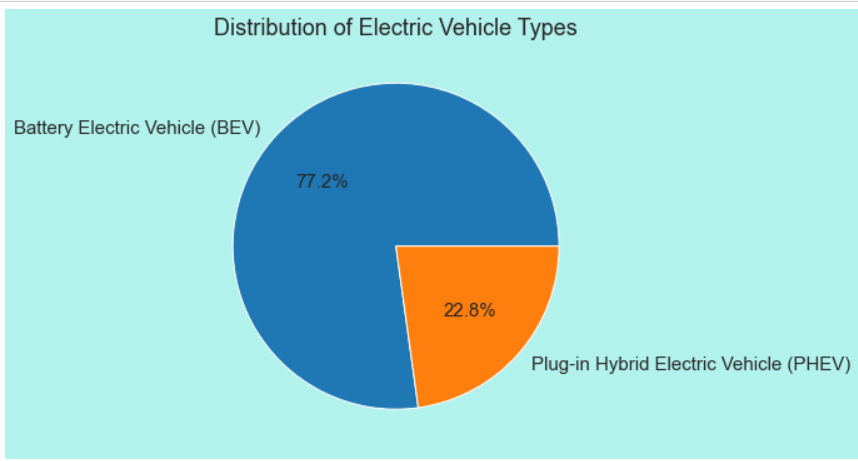 Distribution of Electric Vehicle Types
Battery Electric Vehicle (BEV)
77.2%
22.8%
Plug-in Hybrid Electric Vehicle (PHEV)